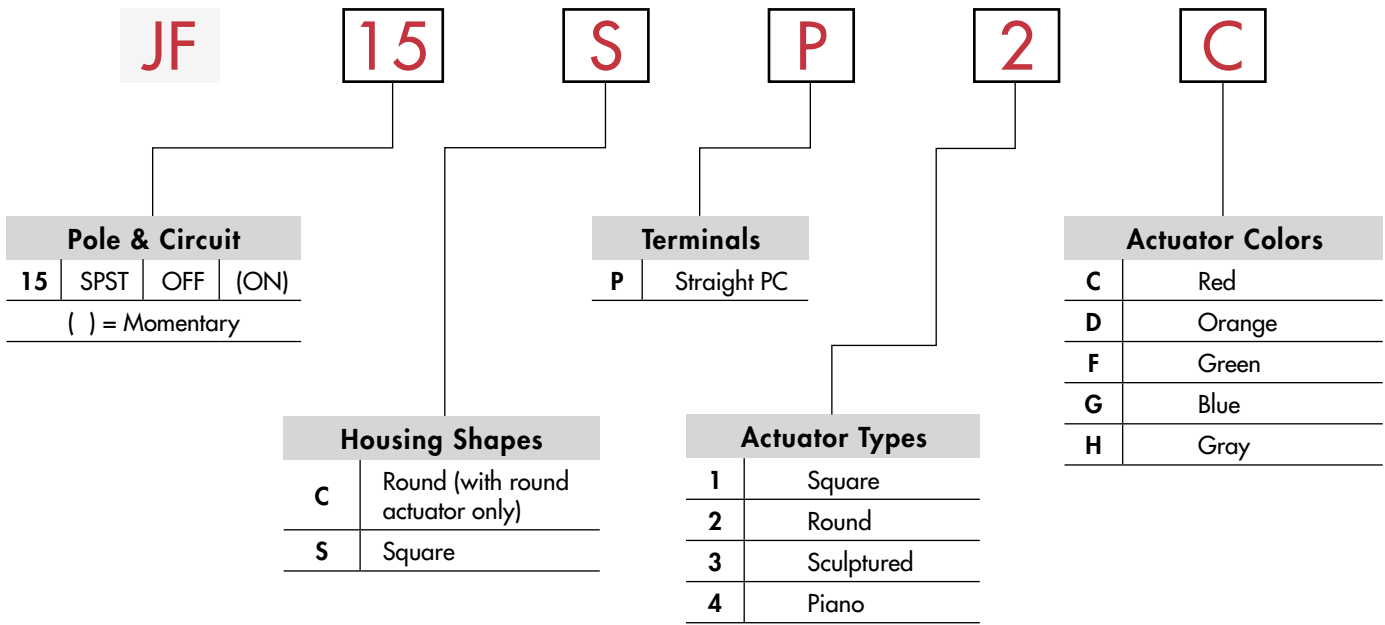 JF 15 S P 2 C
Pole & Circuit
15 SPST OFF (ON)
( ) = Momentary
Housing Shapes
C Round (with round
actuator only)
S Square
Terminals
P Straight PC
Actuator Types
1 Square
2 Round
3 Sculptured
4 Piano
Actuator Colors
C Red
D Orange
F Green
G Blue
H Gray